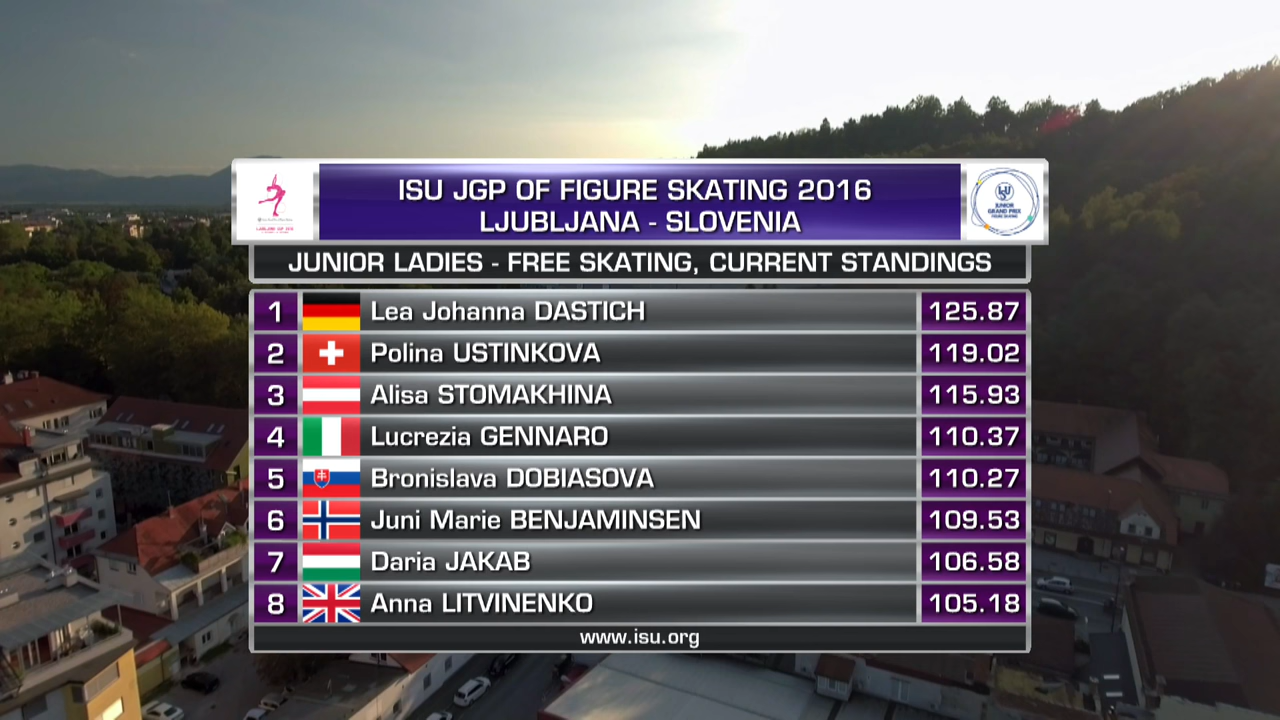 ISU JGP OF FIGURE SKATING 2016
LJUBLJANA - SLOVENIA
JUNIOR GRAND PRIX
JUNIOR LADIES - FREE SKATING, CURRENT STANDINGS
1 Lea Johanna DASTICH 125.87
2 Polina USTINKOVA 119.02
3 Alisa STOMAKHINA 115.93
4 Lucrezia GENNARO 110.37
5 Bronislava DOBIASOVA 110.27
6 Juni Marie BENJAMINSEN 109.53
7 Daria JAKAB 106.58
8 Anna LITVINENKO 105.18
www.isu.org